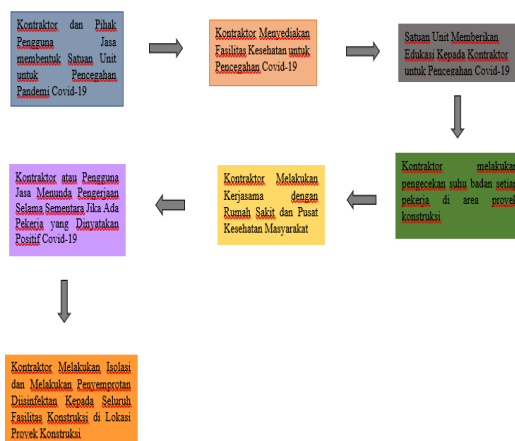 Kontraktor dan Pihak
Pengguna Jasa
membentuk Satuan Unit
untuk Pencegahan
Pandemi Covid-19
Kontraktor Menyediakan
Fasilitas Kesehatan untuk
Pencegahan Covid-19
Satuan Unit Memberikan
Edukasi Kepada Kontraktor
untuk Pencegahan Covid-19
Kontraktor melakukan
pengecekan suhu badan setiap
pekerja di area proyek
konstruksi
Kontraktor Melakukan
Kerjasama dengan
Rumah Sakit dan Pusat
Kesehatan Masyarakat
Kontraktor atau Pengguna
Jasa Menunda Pengerjaan
Selama Sementara Jika Ada
Pekerja yang Dinyatakan
Positif Covid-19
Kontraktor Melakukan Isolasi
dan Melakukan Penyemprotan
Diisinfektan Kepada Seluruh
Fasilitas Konstruksi di Lokasi
Proyek Konstruksi